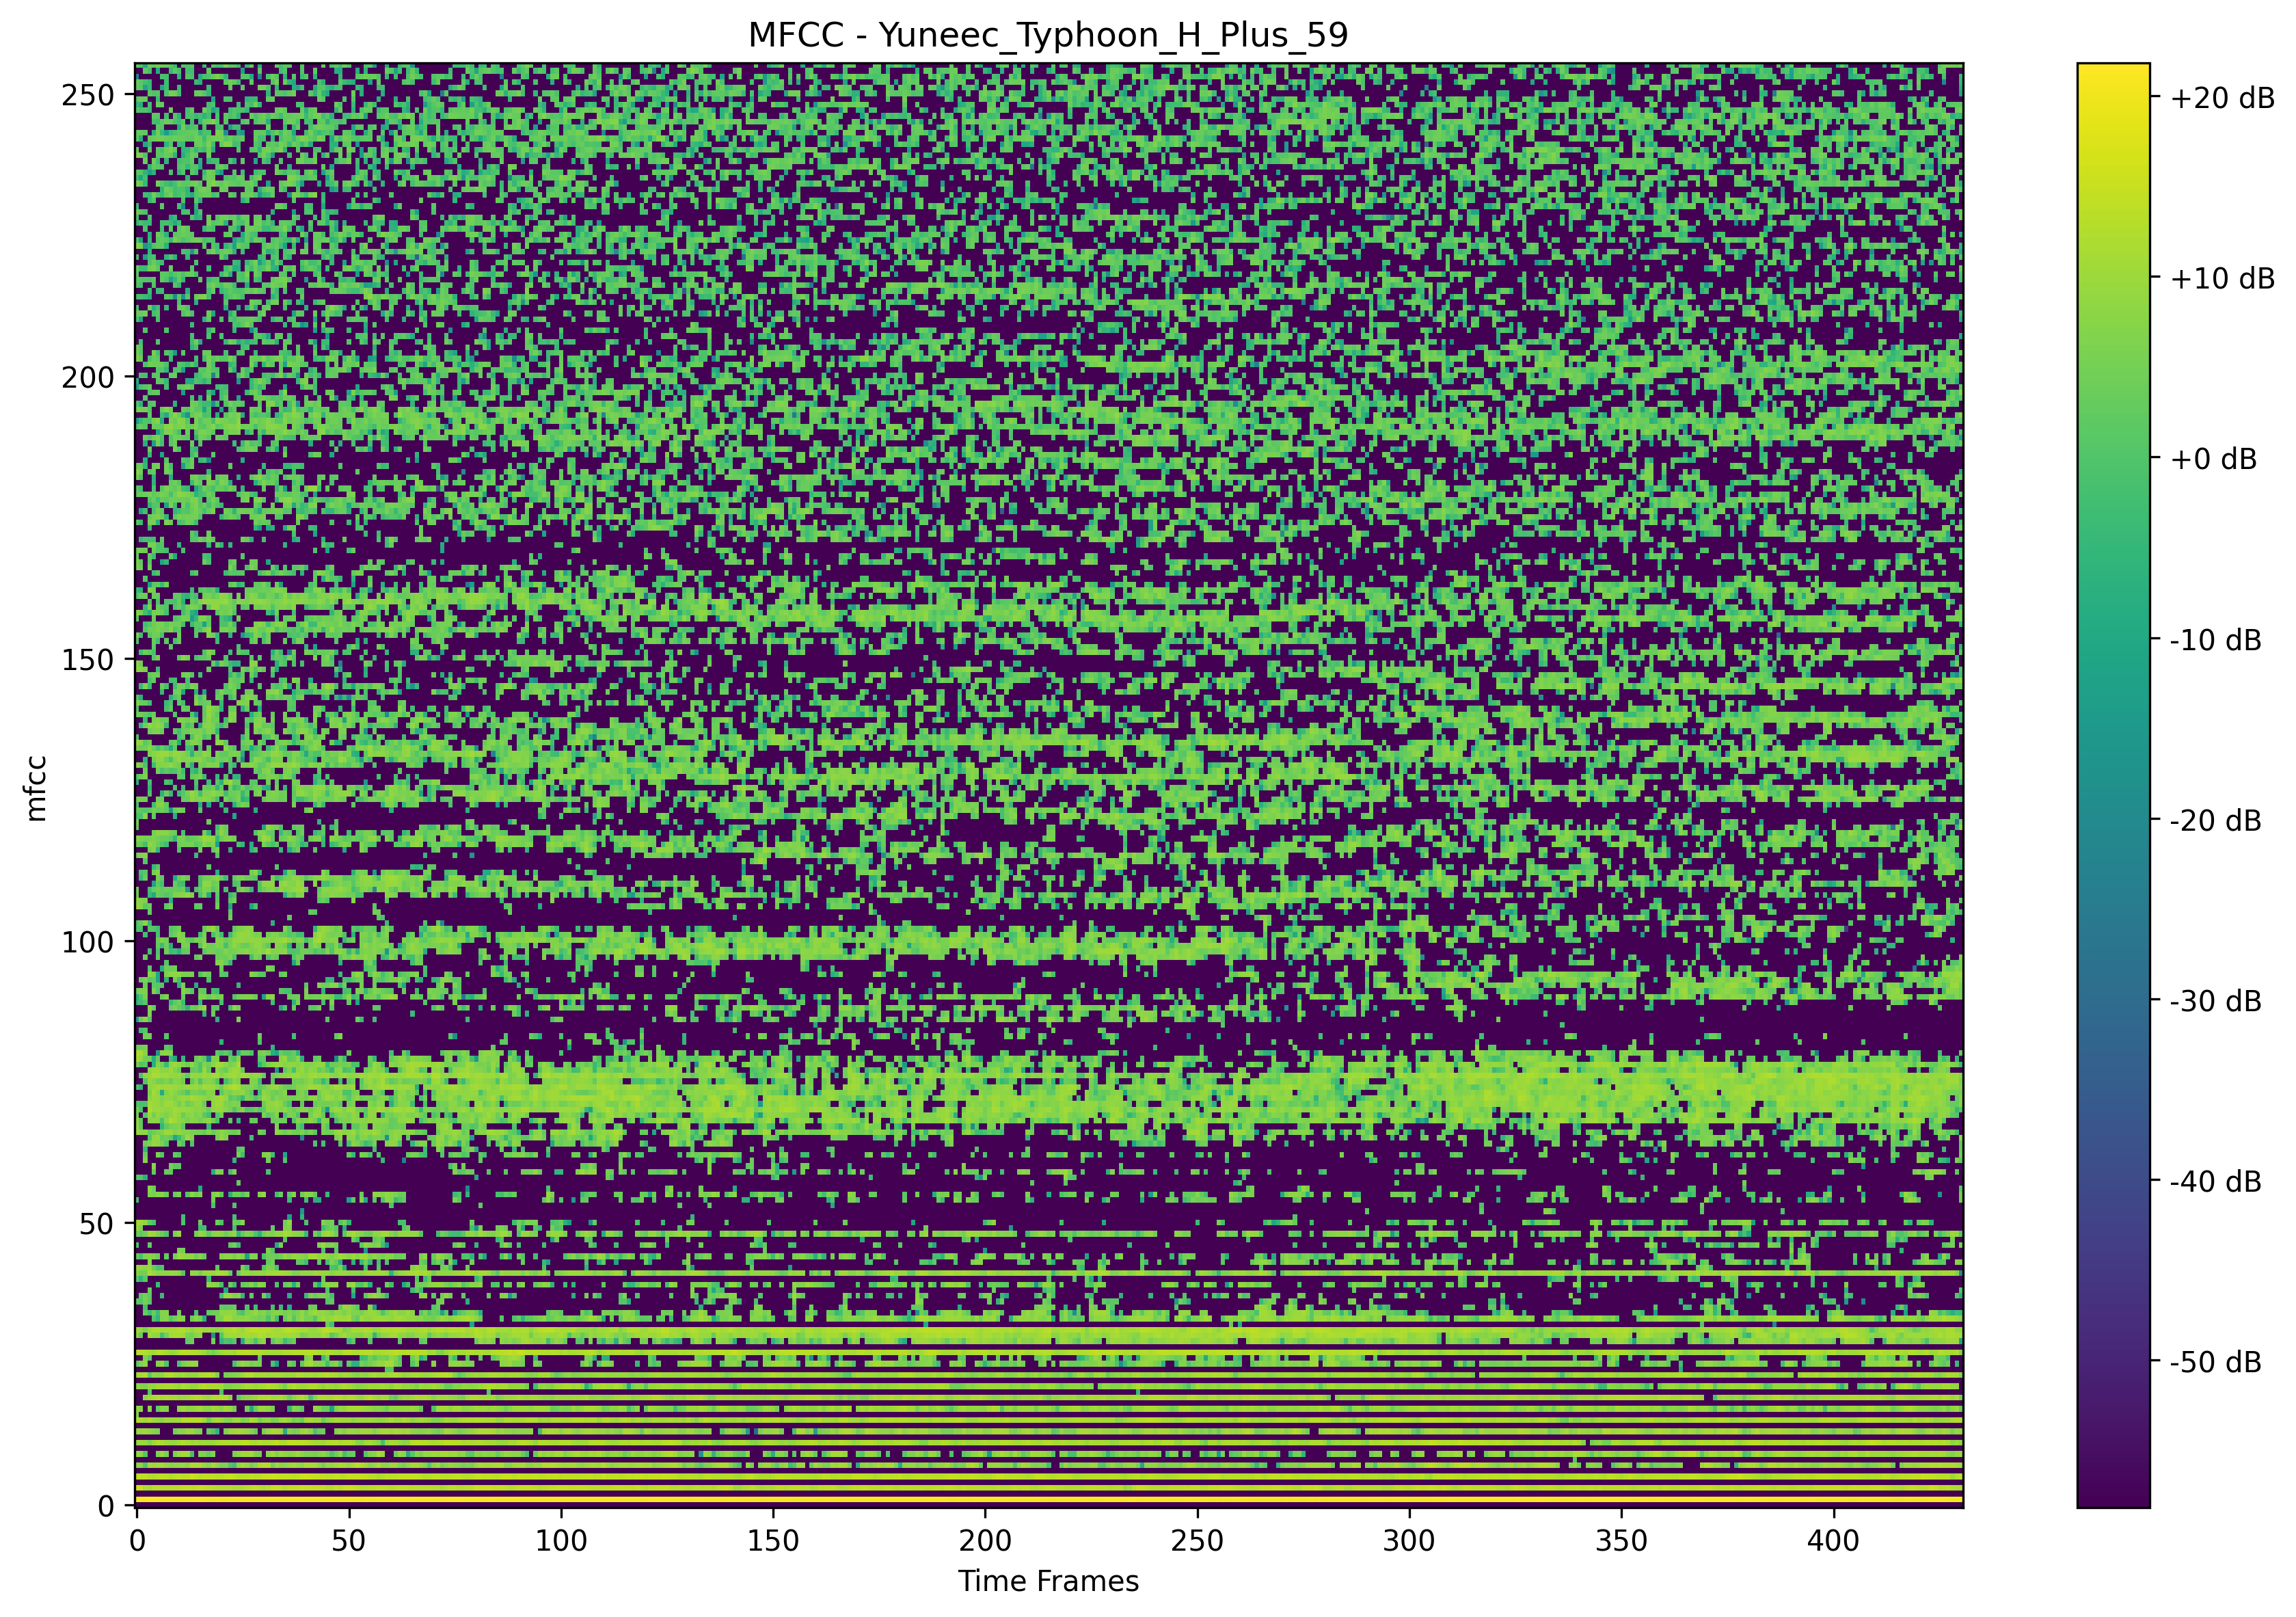 MFCC - Yuneec_Typhoon_H_Plus_59
250
200
150
100
50
0
mfcc
0 50 100 150 200 250 300 350 400
Time Frames
+20 dB
+10 dB
+0 dB
-10 dB
-20 dB
-30 dB
-40 dB
-50 dB